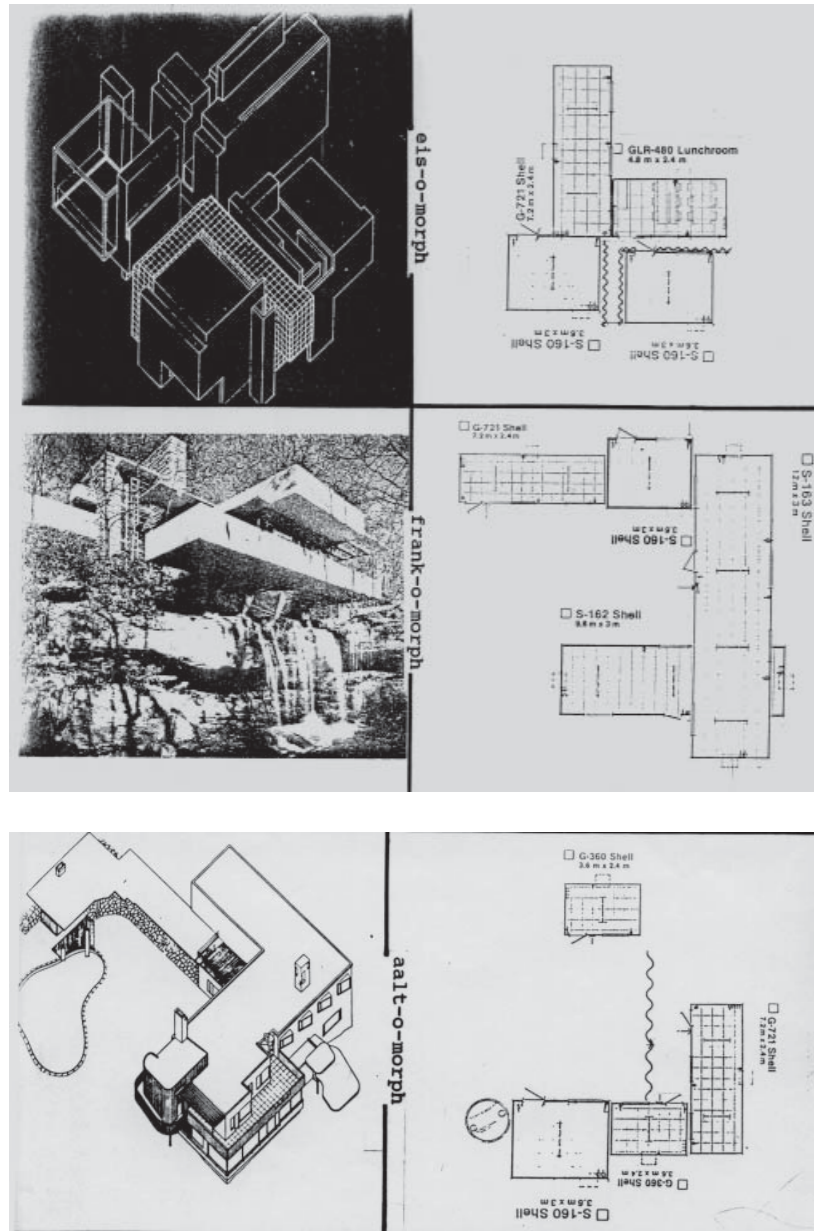 eis-o-morph
GLR-480 Lunchroom
4.8 m x 2.4 m
G-721 Shell
7.2 m x 2.4 m
S-160 Shell
3.6 m x 3 m
S-160 Shell
3.6 m x 3 m
frank-o-morph
G-721 Shell
7.2 m x 2.4 m
S-160 Shell
3.6 m x 3 m
S-163 Shell
12 m x 3 m
S-162 Shell
9.6 m x 3 m
aalt-o-morph
G-360 Shell
3.6 m x 2.4 m
G-721 Shell
7.2 m x 2.4 m
G-360 Shell
3.6 m x 2.4 m
S-160 Shell
3.6 m x 3 m